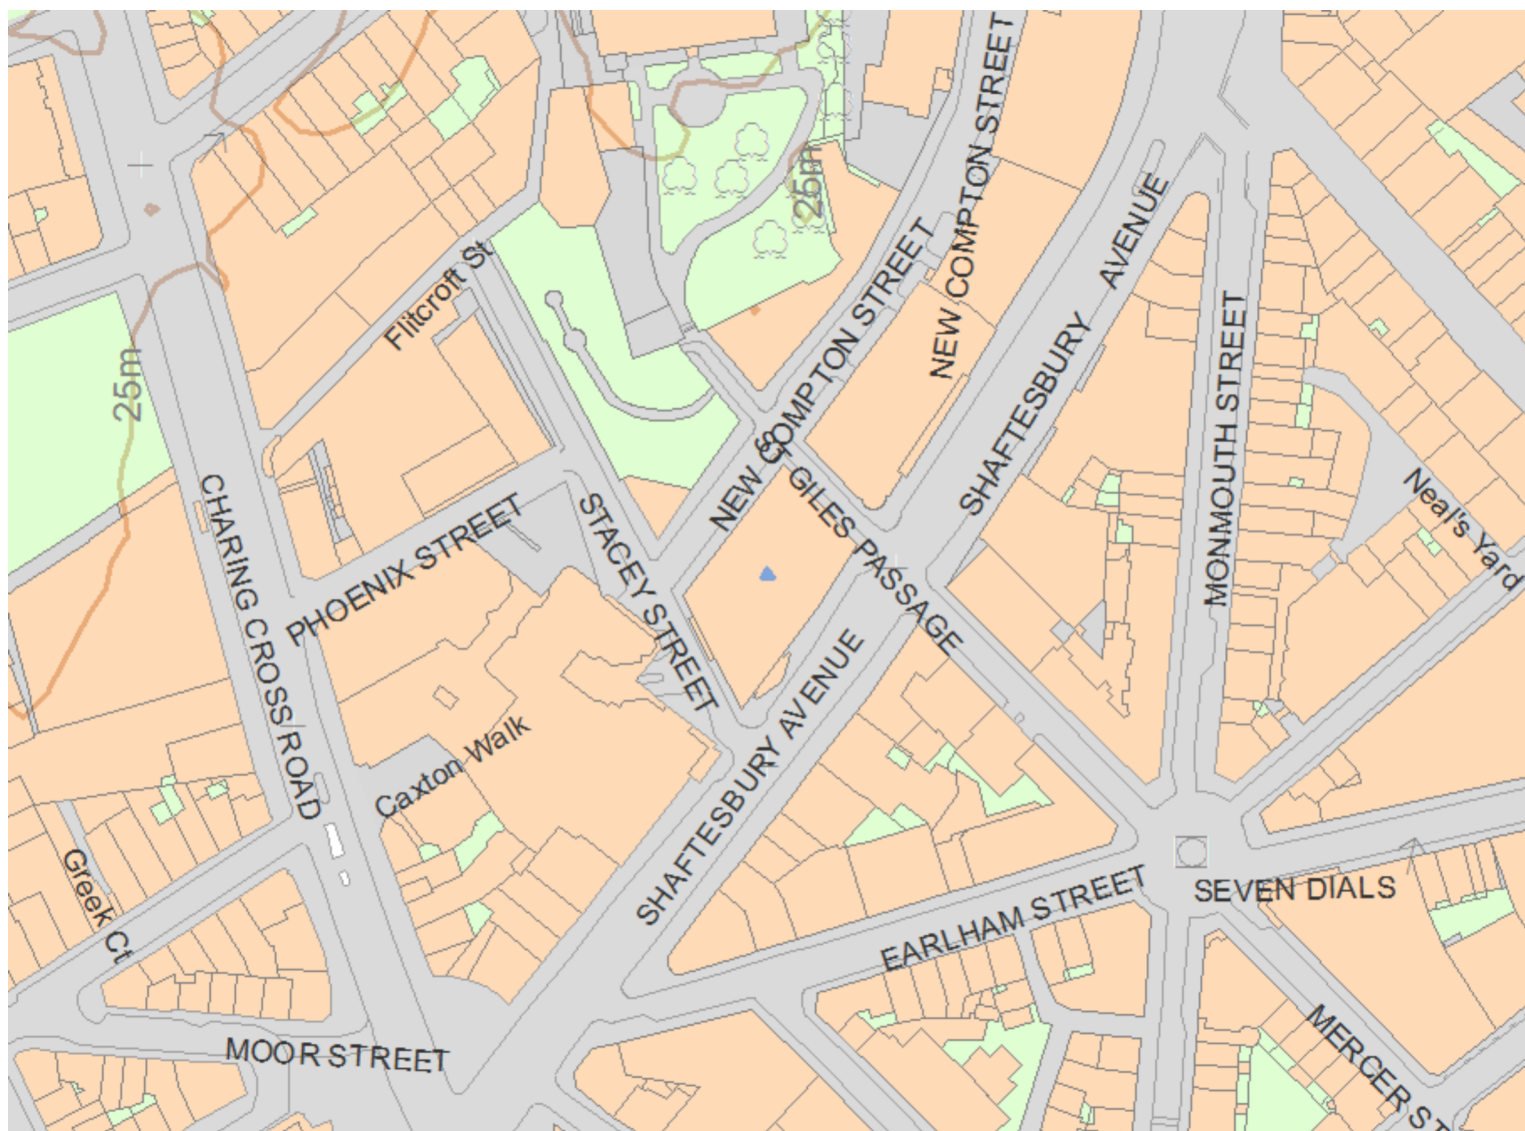 NEW COMPTON STREET
25m
AVENUE
Flitcroft St
NEW COMPTON STREET
SHAFTESBURY
MONMOUTH STREET
25m
ST GILES PASSAGE
Neal's Yard
CHARING CROSS ROAD
PHOENIX STREET
STACEY STREET
SHAFTESBURY AVENUE
Caxton Walk
Greek Ct
EARLHAM STREET
SEVEN DIALS
MOOR STREET
MERCER ST